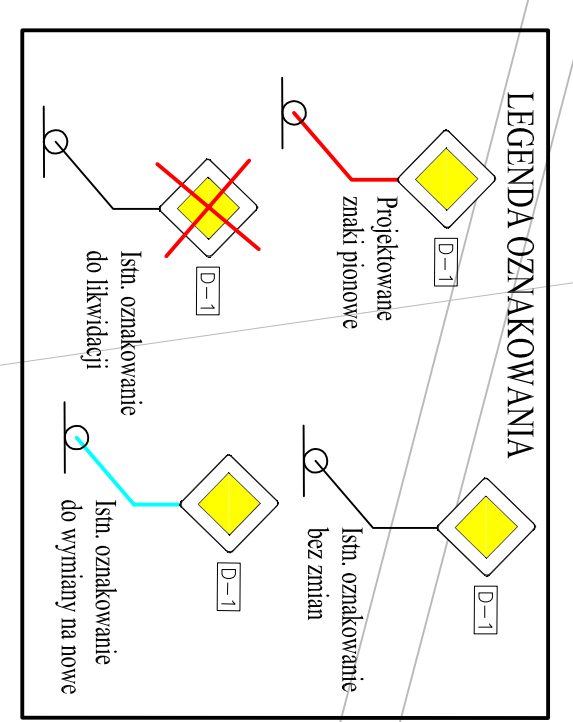 LEGENDA OZNAKOWANIA
D-1
Projektowane
znaki pionowe
D-1
Istn. oznakowanie
bez zmian
D-1
Istn. oznakowanie
do likwidacji
D-1
Istn. oznakowanie
do wymiany na nowe